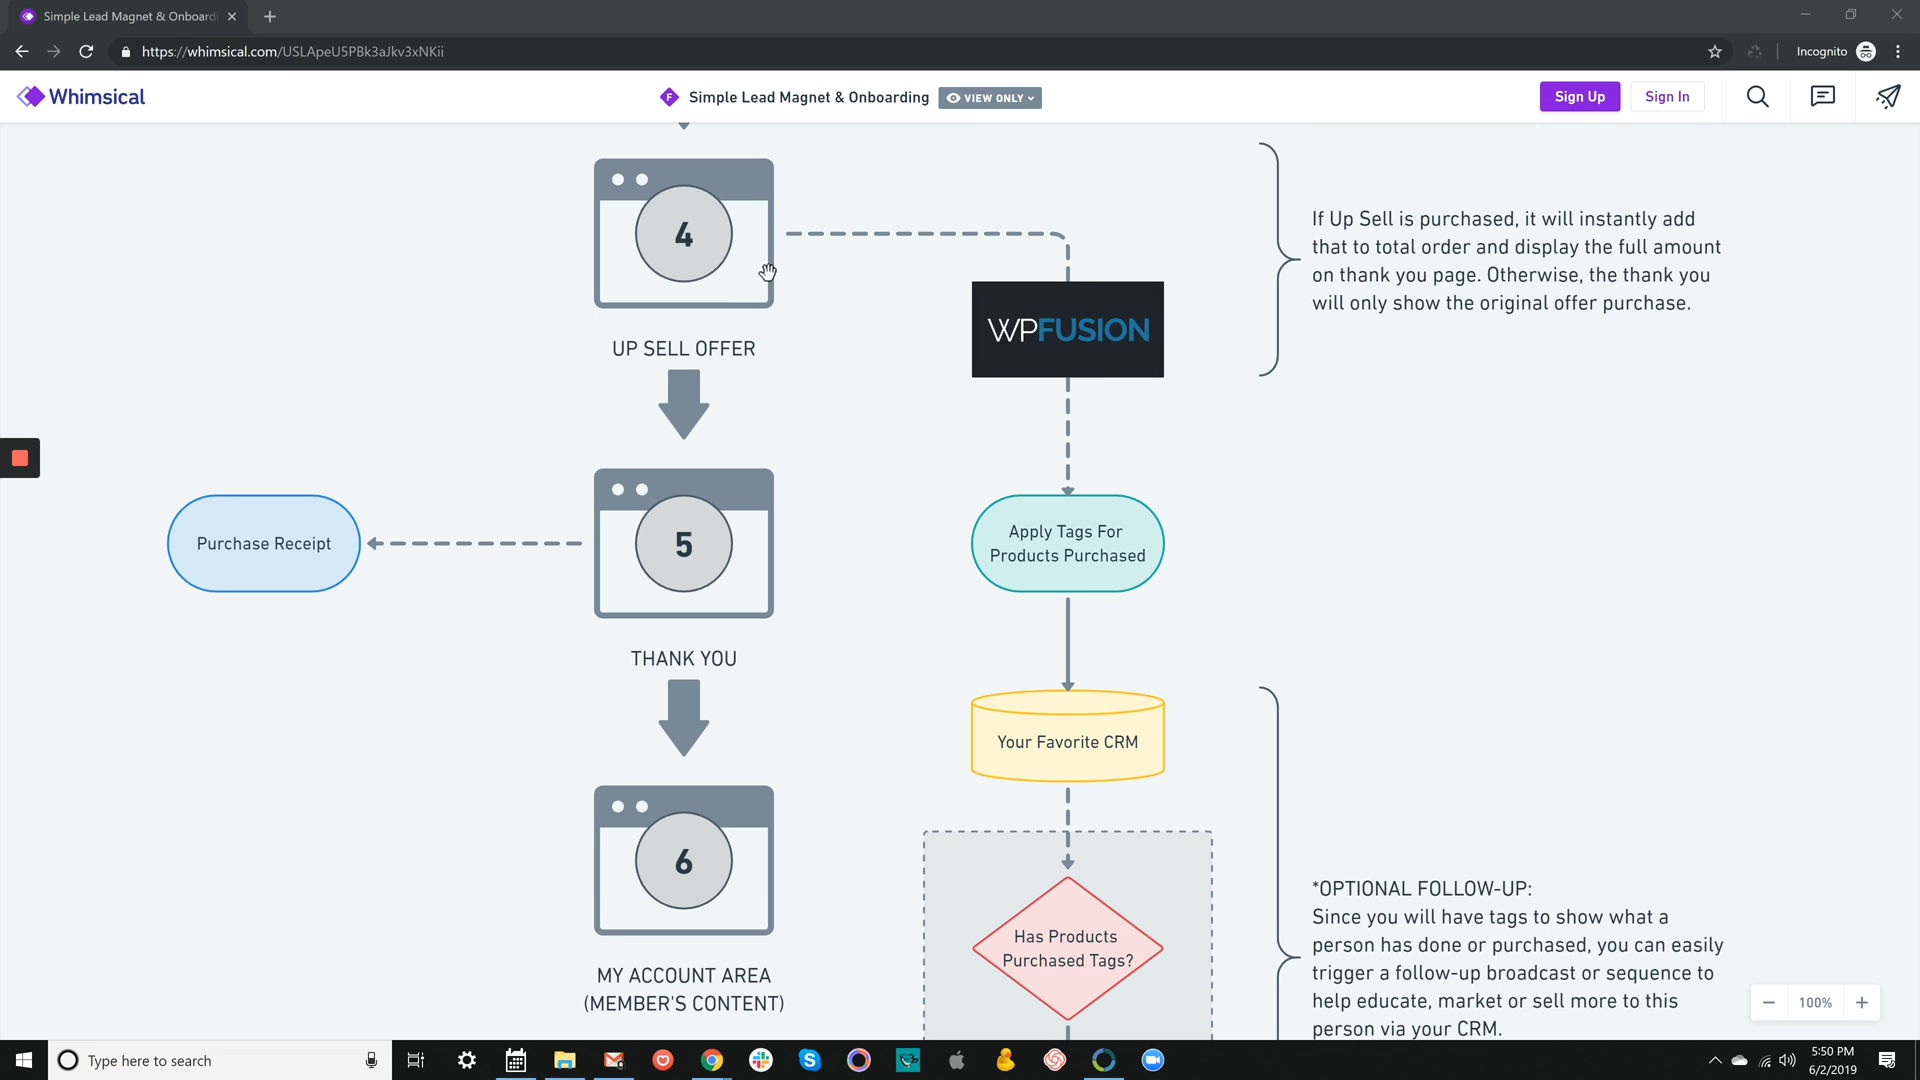 Simple Lead Magnet & Onboard
https://whimsical.com/USLApeU5PBk3aJkv3xNKii
Incognito
Whimsical
Simple Lead Magnet & Onboarding
VIEW ONLY
Sign Up
Sign In
4
UP SELL OFFER
WPFUSION
If Up Sell is purchased, it will instantly add
that to total order and display the full amount
on thank you page. Otherwise, the thank you
will only show the original offer purchase.
Purchase Receipt
5
THANK YOU
Apply Tags For
Products Purchased
Your Favorite CRM
6
MY ACCOUNT AREA
(MEMBER'S CONTENT)
Has Products
Purchased Tags?
*OPTIONAL FOLLOW-UP:
Since you will have tags to show what a
person has done or purchased, you can easily
trigger a follow-up broadcast or sequence to
help educate, market or sell more to this
person via your CRM.
100%
Type here to search
5:50 PM
6/2/2019